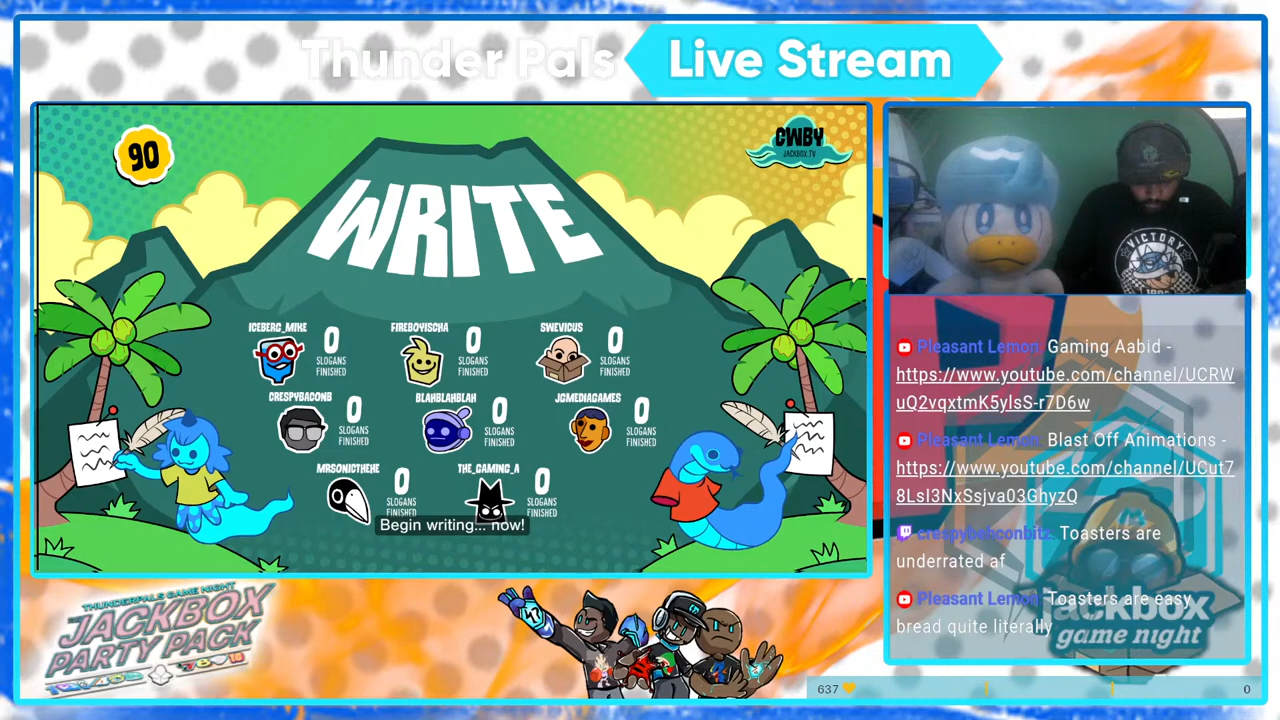 Thunder Pals Live Stream
90
CWBY
JACKBOX.TV
WRITE
ICEBERG_MIKE
0
SLOGANS
FINISHED
FIREBOYISCHA
0
SLOGANS
FINISHED
SWEVICUS
0
SLOGANS
FINISHED
CRESPYBACONB
0
SLOGANS
FINISHED
BLAHBLAHBLAH
0
SLOGANS
FINISHED
JGMEDIAGAMES
0
SLOGANS
FINISHED
MRSONICTHEHE
0
SLOGANS
FINISHED
THE_GAMING_A
0
SLOGANS
FINISHED
Begin writing... now!
VICTORY
Pleasant Lemon: Gaming Aabid -
https://www.youtube.com/channel/UCRW
uQ2vqxtmK5ylsS-r7D6w
Pleasant Lemon: Blast Off Animations -
https://www.youtube.com/channel/UCut7
8LsI3NxSsjva03GhyzQ
crespybehconbitz: Toasters are
underrated af
Pleasant Lemon: Toasters are easy
bread quite literally
Jackbox
game night
THUNDERPALS GAME NIGHT
JACKBOX
PARTY PACK
637
0